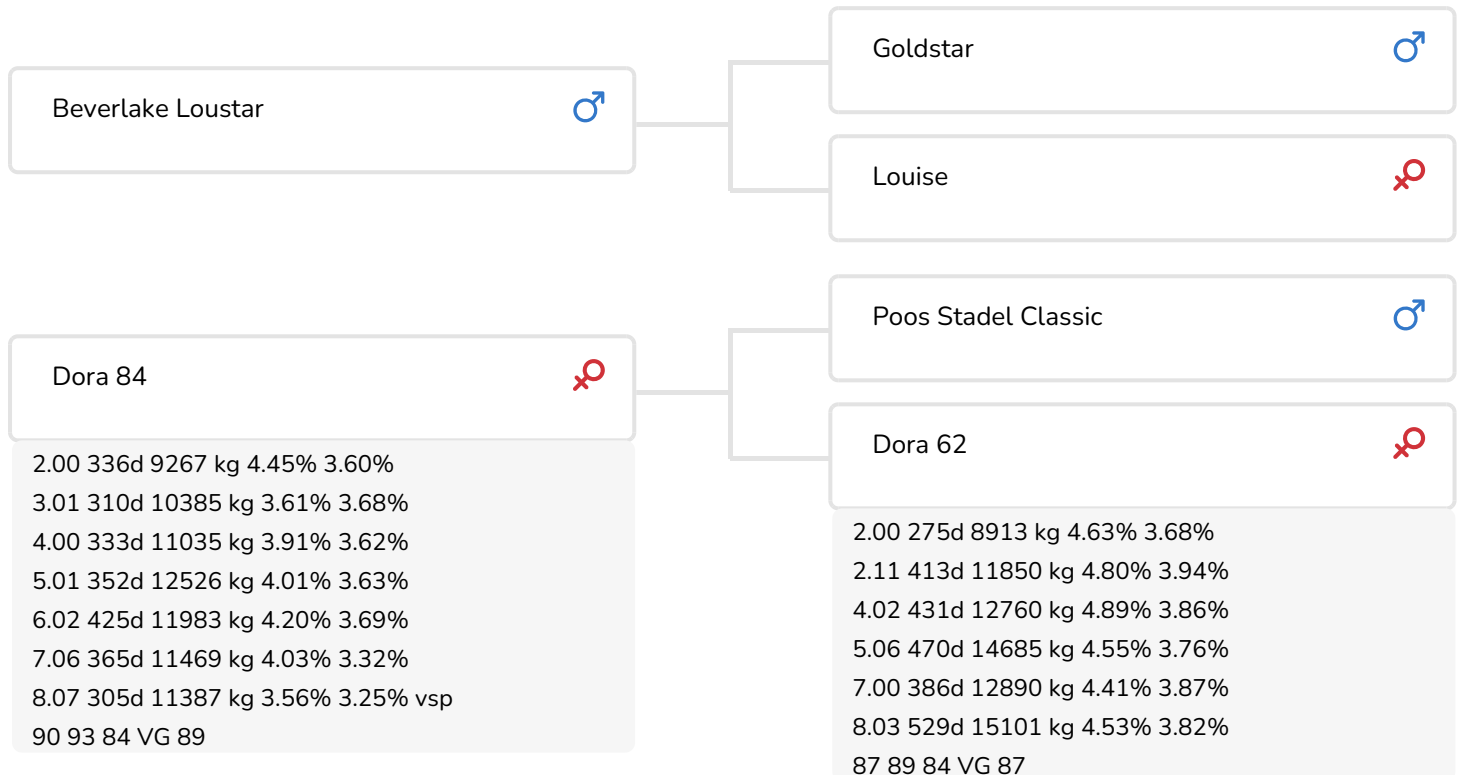 Beverlake Loustar
Goldstar
Louise
Dora 84
2.00 336d 9267 kg 4.45% 3.60%
3.01 310d 10385 kg 3.61% 3.68%
4.00 333d 11035 kg 3.91% 3.62%
5.01 352d 12526 kg 4.01% 3.63%
6.02 425d 11983 kg 4.20% 3.69%
7.06 365d 11469 kg 4.03% 3.32%
8.07 305d 11387 kg 3.56% 3.25% vsp
90 93 84 VG 89
Poos Stadel Classic
Dora 62
2.00 275d 8913 kg 4.63% 3.68%
2.11 413d 11850 kg 4.80% 3.94%
4.02 431d 12760 kg 4.89% 3.86%
5.06 470d 14685 kg 4.55% 3.76%
7.00 386d 12890 kg 4.41% 3.87%
8.03 529d 15101 kg 4.53% 3.82%
87 89 84 VG 87